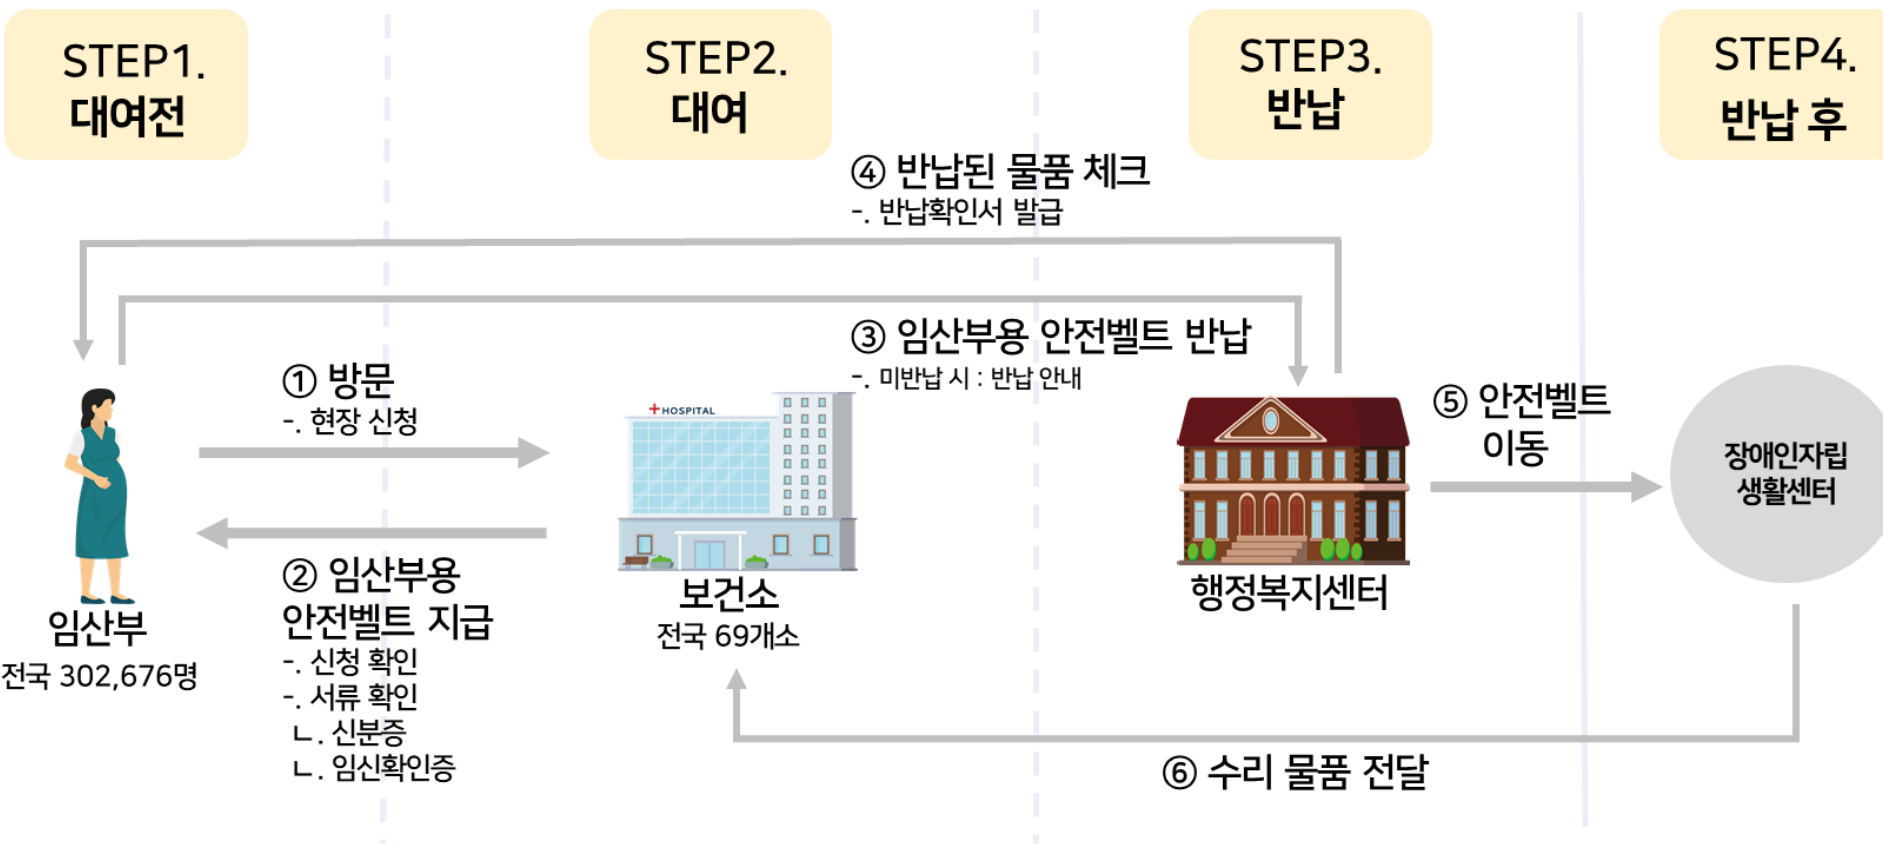 STEP1.
대여전
STEP2.
대여
STEP3.
반납
STEP4.
반납 후
④ 반납된 물품 체크
-. 반납확인서 발급
③ 임산부용 안전벨트 반납
-. 미반납 시 : 반납 안내
① 방문
-. 현장 신청
② 임산부용
안전벨트 지급
-. 신청 확인
-. 서류 확인
ㄴ. 신분증
ㄴ. 임신확인증
임산부
전국 302,676명
HOSPITAL
보건소
전국 69개소
행정복지센터
⑤ 안전벨트
이동
장애인자립
생활센터
⑥ 수리 물품 전달